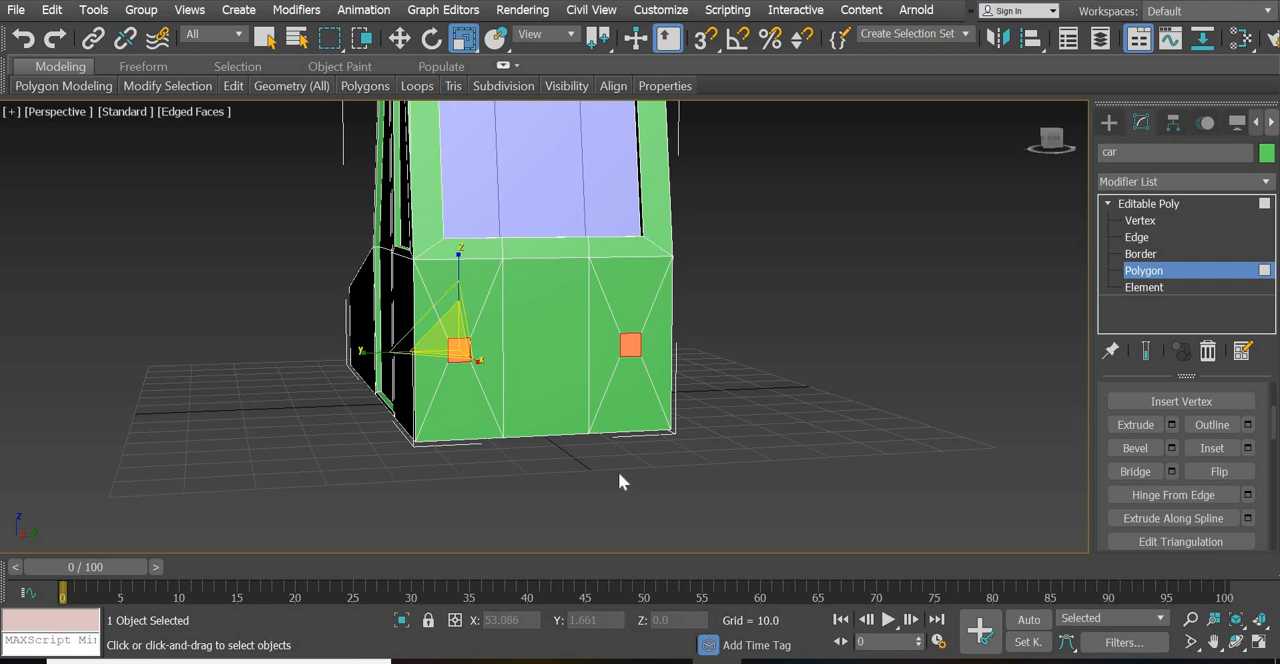 File Edit Tools Group Views Create Modifiers Animation Graph Editors Rendering Civil View Customize Scripting Interactive Content Arnold » Sign In Workspaces: Default
All View Create Selection Set
Modeling Freeform Selection Object Paint Populate
Polygon Modeling Modify Selection Edit Geometry (All) Polygons Loops Tris Subdivision Visibility Align Properties
[+] [Perspective ] [Standard ] [Edged Faces ]
car
Modifier List
Editable Poly
Vertex
Edge
Border
Polygon
Element
Insert Vertex
Extrude Outline
Bevel Inset
Bridge Flip
Hinge From Edge
Extrude Along Spline
Edit Triangulation
z
y
x
z
< 0 / 100 >
0 5 10 15 20 25 30 35 40 45 50 55 60 65 70 75 80 85 90 95 100
1 Object Selected X: 53.086 Y: 1.661 Z: 0.0 Grid = 10.0 Auto Selected
MAXScript Min Click or click-and-drag to select objects Add Time Tag 0 Set K. Filters...